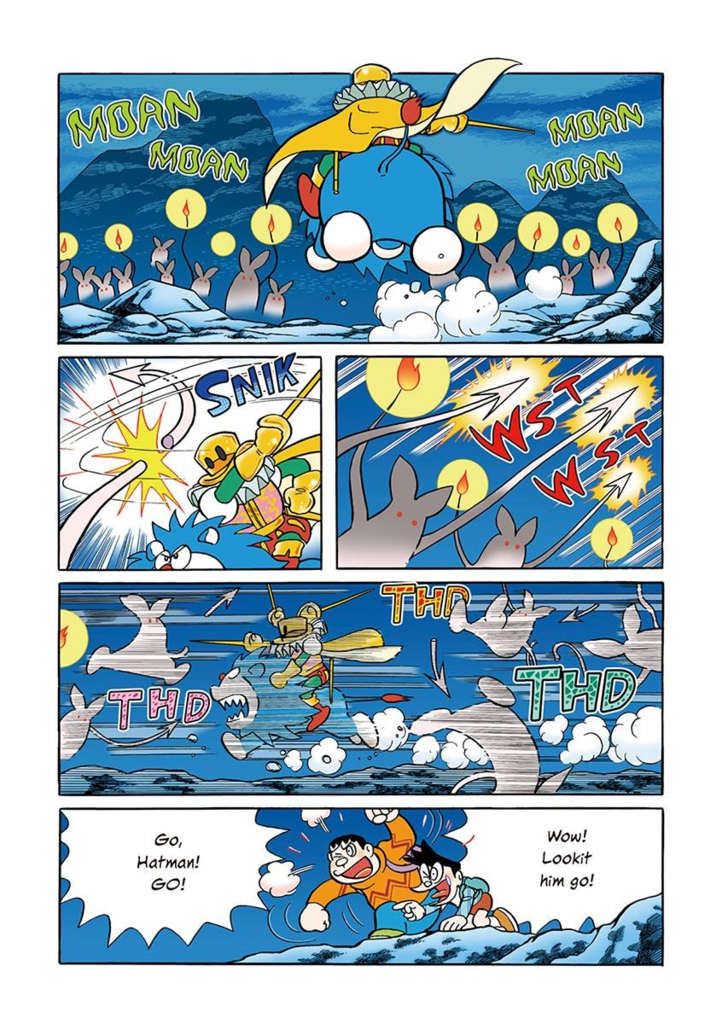 MOAN
MOAN
MOAN
MOAN
SNIK
WST
WST
THD
THD
THD
Go,
Hatman!
GO!
Wow!
Lookit
him go!